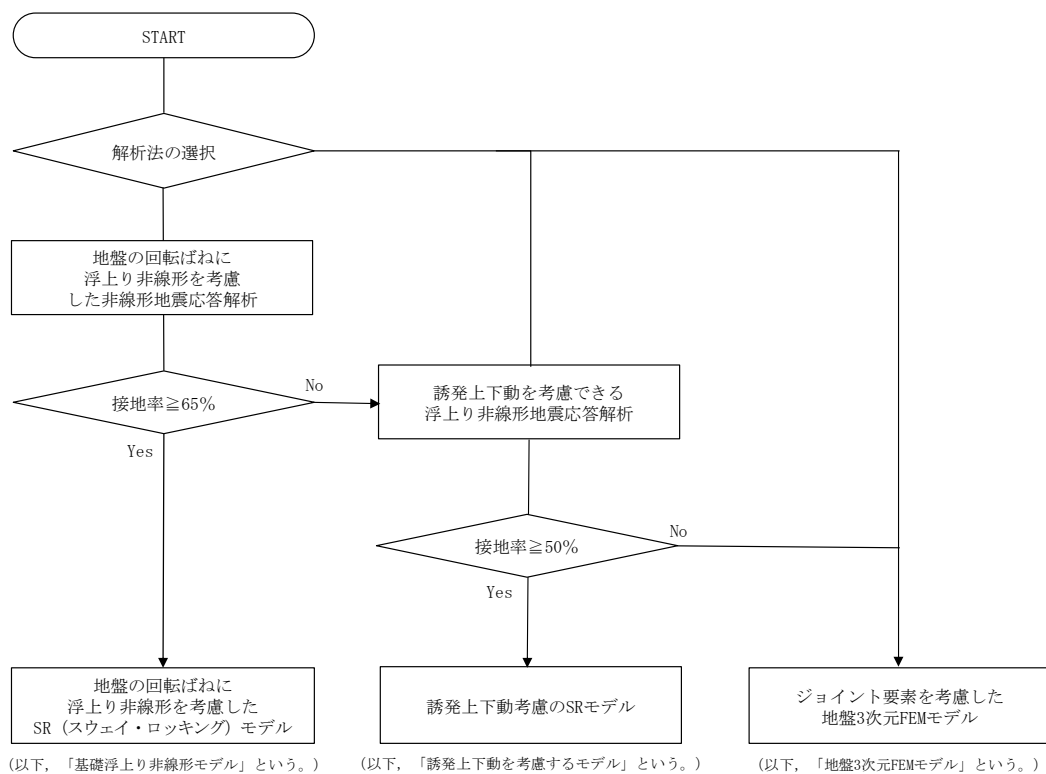 START
解析法の選択
地盤の回転ばねに
浮上り非線形を考慮
した非線形地震応答解析
接地率≧65%
No
Yes
誘発上下動を考慮できる
浮上り非線形地震応答解析
接地率≧50%
No
Yes
地盤の回転ばねに
浮上り非線形を考慮した
SR（スウェイ・ロッキング）モデル
（以下，「基礎浮上り非線形モデル」という。）
誘発上下動考慮のSRモデル
（以下，「誘発上下動を考慮するモデル」という。）
ジョイント要素を考慮した
地盤3次元FEMモデル
（以下，「地盤3次元FEMモデル」という。）